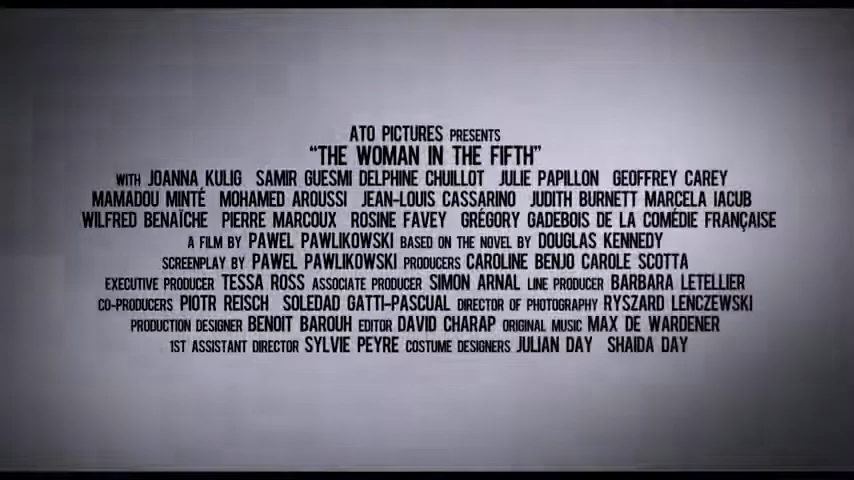 ATO PICTURES PRESENTS
"THE WOMAN IN THE FIFTH"
WITH JOANNA KULIG SAMIR GUESMI DELPHINE CHUILLOT JULIE PAPILLON GEOFFREY CAREY
MAMADOU MINTÉ MOHAMED AROUSSI JEAN-LOUIS CASSARINO JUDITH BURNETT MARCELA IACUB
WILFRED BENAÏCHE PIERRE MARCOUX ROSINE FAVEY GRÉGORY GADEBOIS DE LA COMÉDIE FRANÇAISE
A FILM BY PAWEL PAWLIKOWSKI BASED ON THE NOVEL BY DOUGLAS KENNEDY
SCREENPLAY BY PAWEL PAWLIKOWSKI PRODUCERS CAROLINE BENJO CAROLE SCOTTA
EXECUTIVE PRODUCER TESSA ROSS ASSOCIATE PRODUCER SIMON ARNAL LINE PRODUCER BARBARA LETELLIER
CO-PRODUCERS PIOTR REISCH SOLEDAD GATTI-PASCUAL DIRECTOR OF PHOTOGRAPHY RYSZARD LENCZEWSKI
PRODUCTION DESIGNER BENOIT BAROUH EDITOR DAVID CHARAP ORIGINAL MUSIC MAX DE WARDENER
1ST ASSISTANT DIRECTOR SYLVIE PEYRE COSTUME DESIGNERS JULIAN DAY SHAIDA DAY